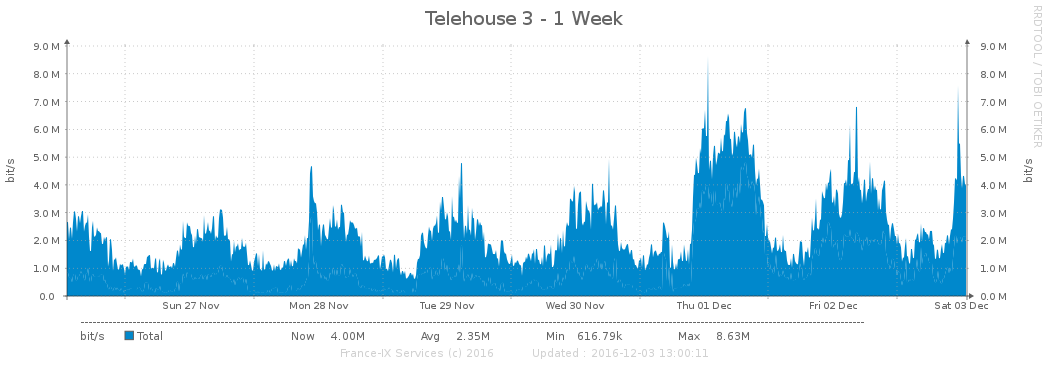 Telehouse 3 - 1 Week
RRDTOOL / TOBI OETIKER
bit/s
9.0 M
8.0 M
7.0 M
6.0 M
5.0 M
4.0 M
3.0 M
2.0 M
1.0 M
0.0
9.0 M
8.0 M
7.0 M
6.0 M
5.0 M
4.0 M
3.0 M
2.0 M
1.0 M
0.0 M
bit/s
Sun 27 Nov Mon 28 Nov Tue 29 Nov Wed 30 Nov Thu 01 Dec Fri 02 Dec Sat 03 Dec
bit/s Total Now 4.00M Avg 2.35M Min 616.79k Max 8.63M
France-IX Services (c) 2016 Updated : 2016-12-03 13:00:11